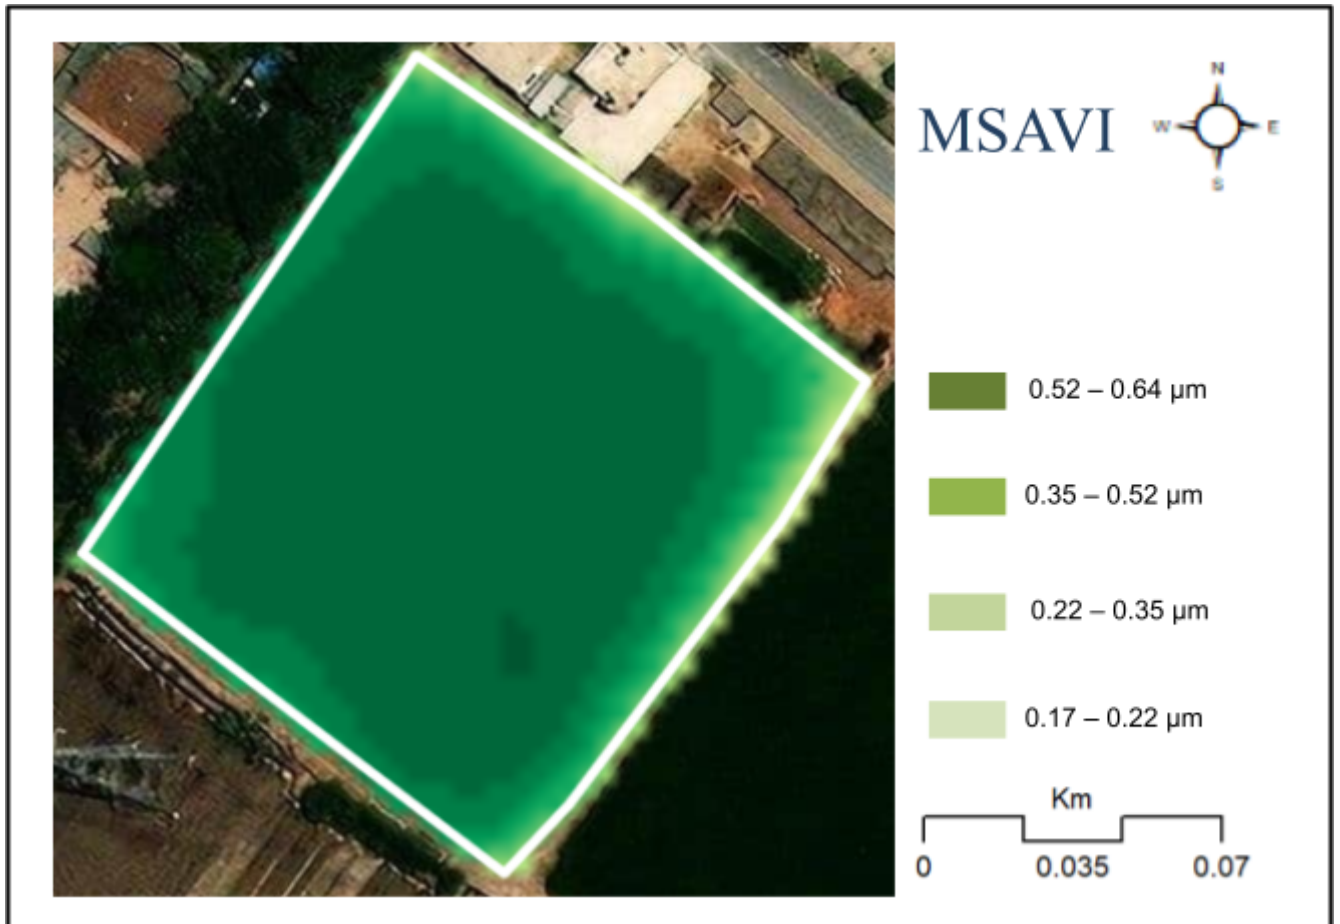 N
MSAVI
W
E
S
0.52 – 0.64 µm
0.35 – 0.52 µm
0.22 – 0.35 µm
0.17 – 0.22 µm
Km
0 0.035 0.07